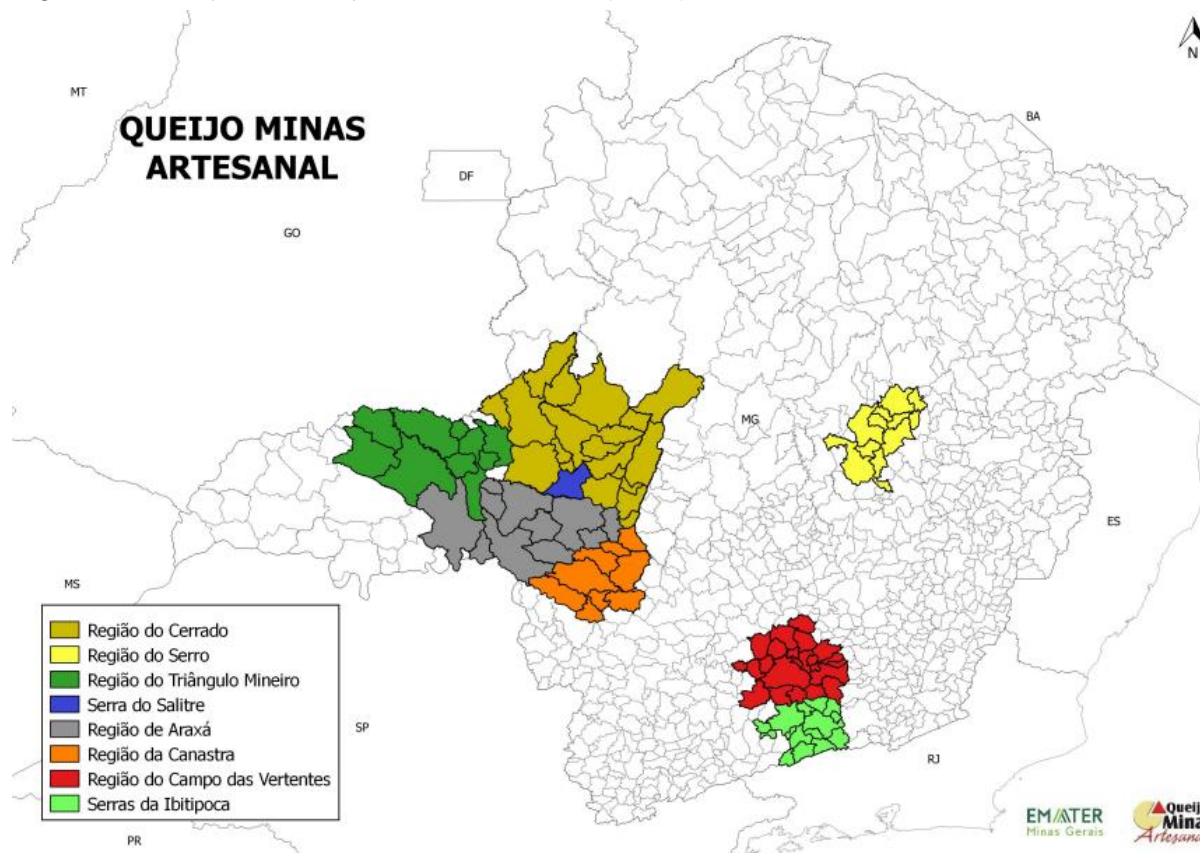 N
MT
BA
QUEIJO MINAS
ARTESANAL
DF
GO
MG
ES
MS
Região do Cerrado
Região do Serro
Região do Triângulo Mineiro
Serra do Salitre
Região de Araxá
Região da Canastra
Região do Campo das Vertentes
Serras da Ibitipoca
SP
RJ
PR
EMATER
Minas Gerais
Queijo
Minas
Artesanal